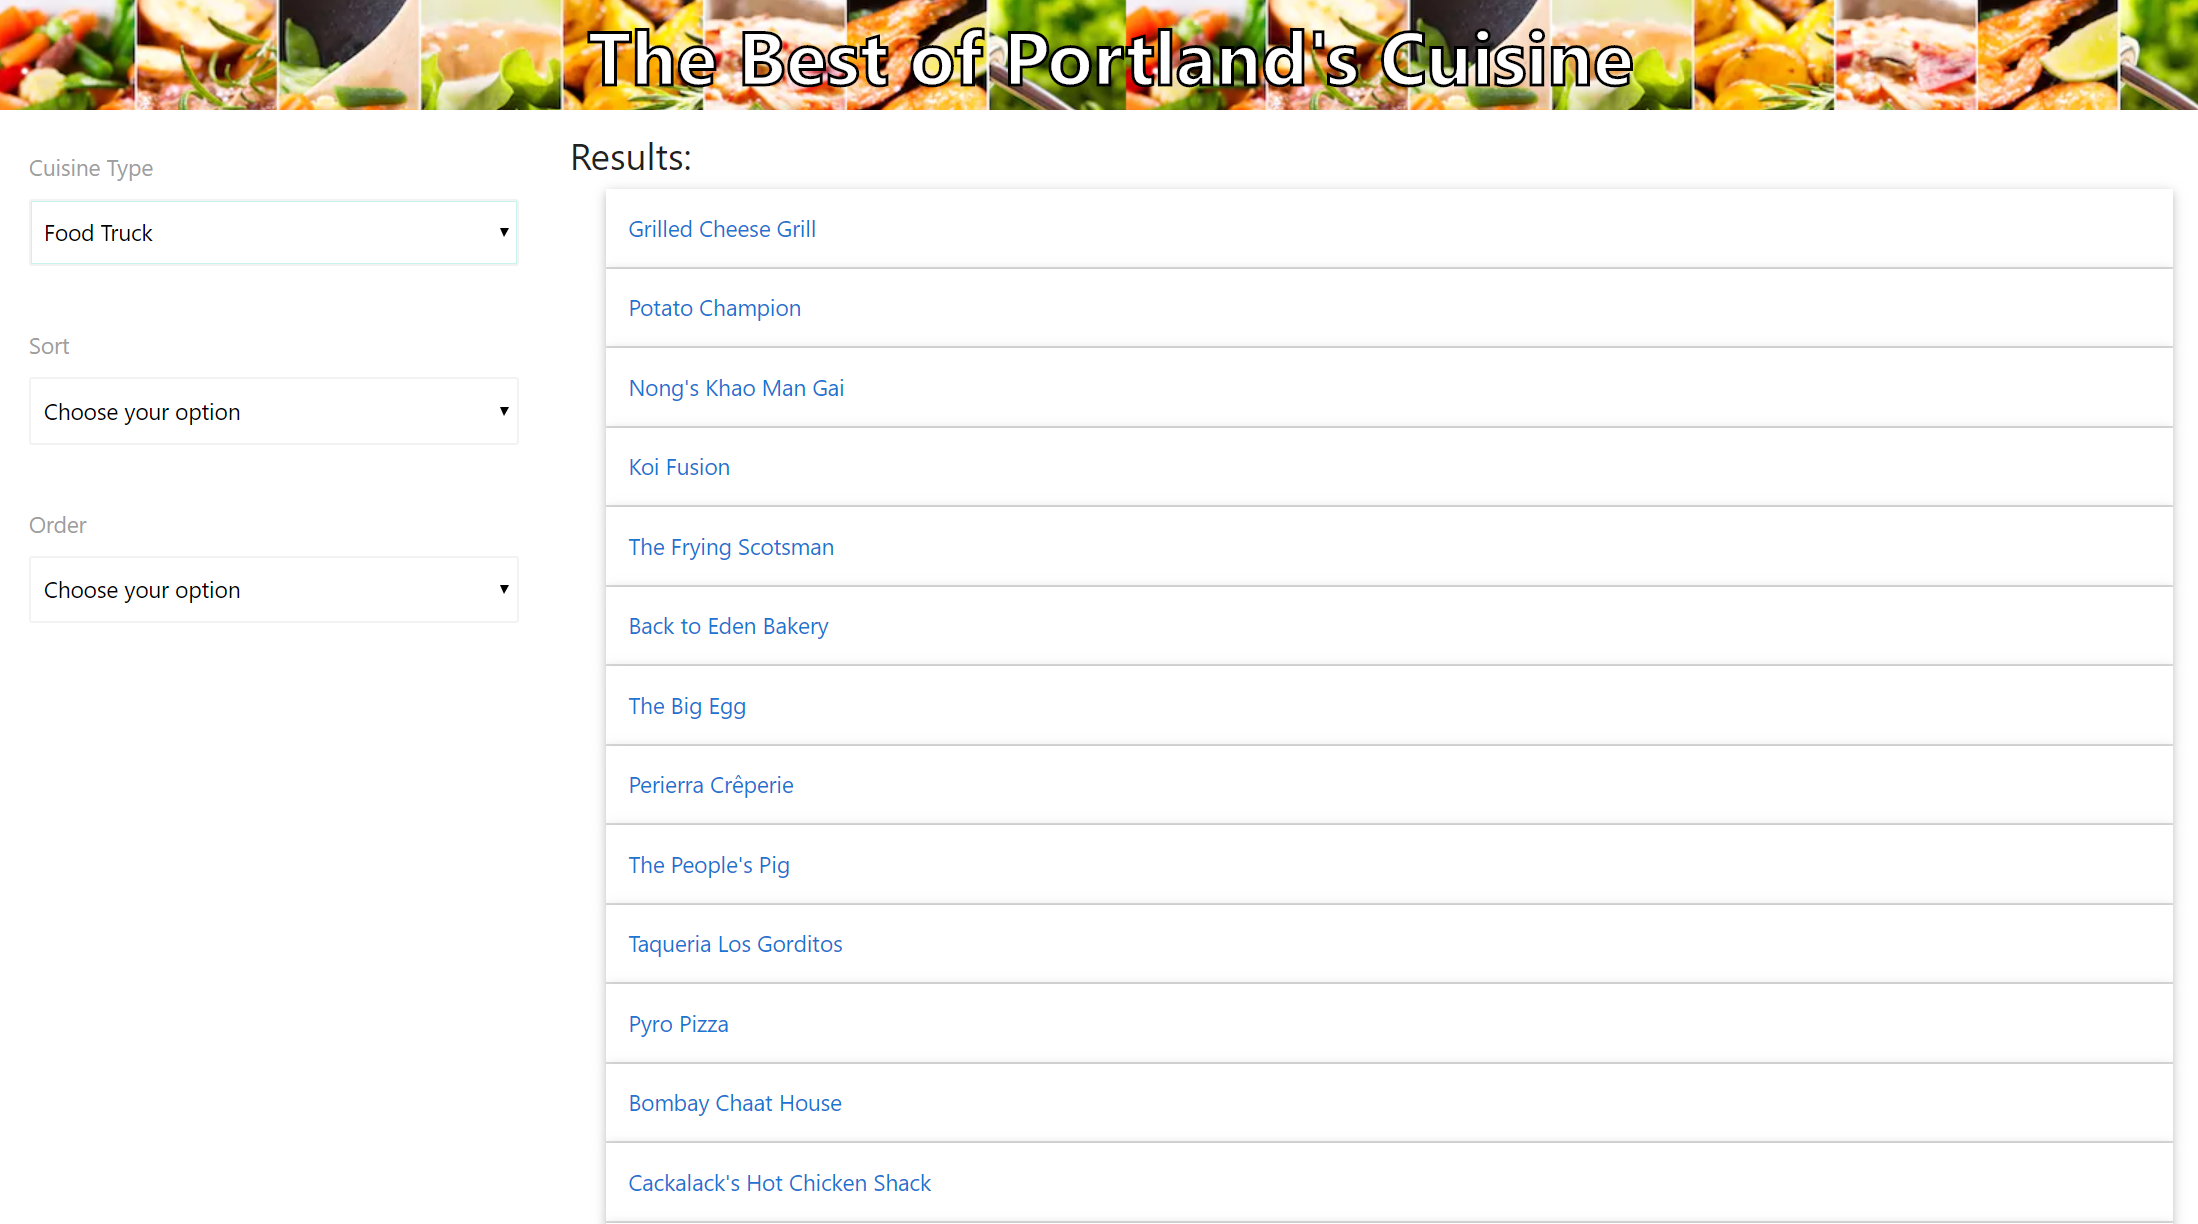 The Best of Portland's Cuisine
Cuisine Type
Food Truck
Sort
Choose your option
Order
Choose your option
Results:
Grilled Cheese Grill
Potato Champion
Nong's Khao Man Gai
Koi Fusion
The Frying Scotsman
Back to Eden Bakery
The Big Egg
Perierra Crêperie
The People's Pig
Taqueria Los Gorditos
Pyro Pizza
Bombay Chaat House
Cackalack's Hot Chicken Shack